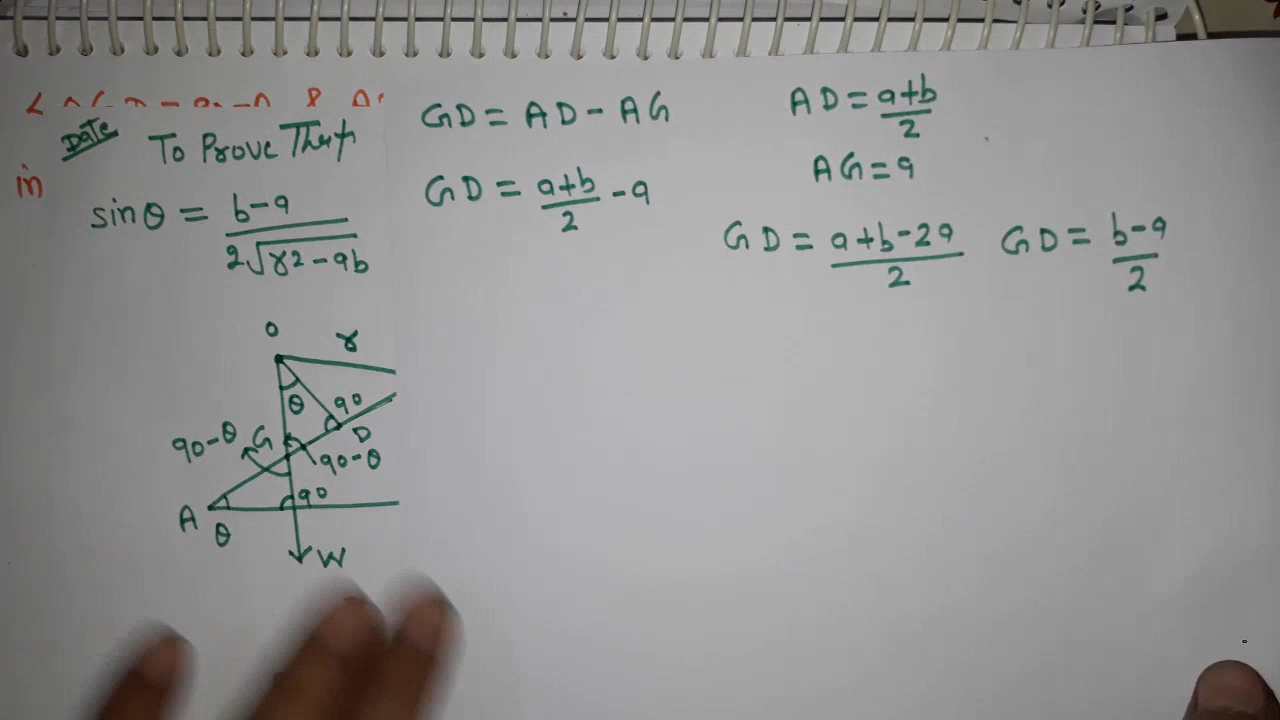 Date To Prove That
in
sinθ = b-a / 2√r2-ab
GD = AD - AG
AD = a+b / 2
GD = a+b / 2 - a
AG = a
GD = a+b-2a / 2
GD = b-a / 2
O
r
θ
90
90-θ
G
D
90-θ
90
A
θ
W